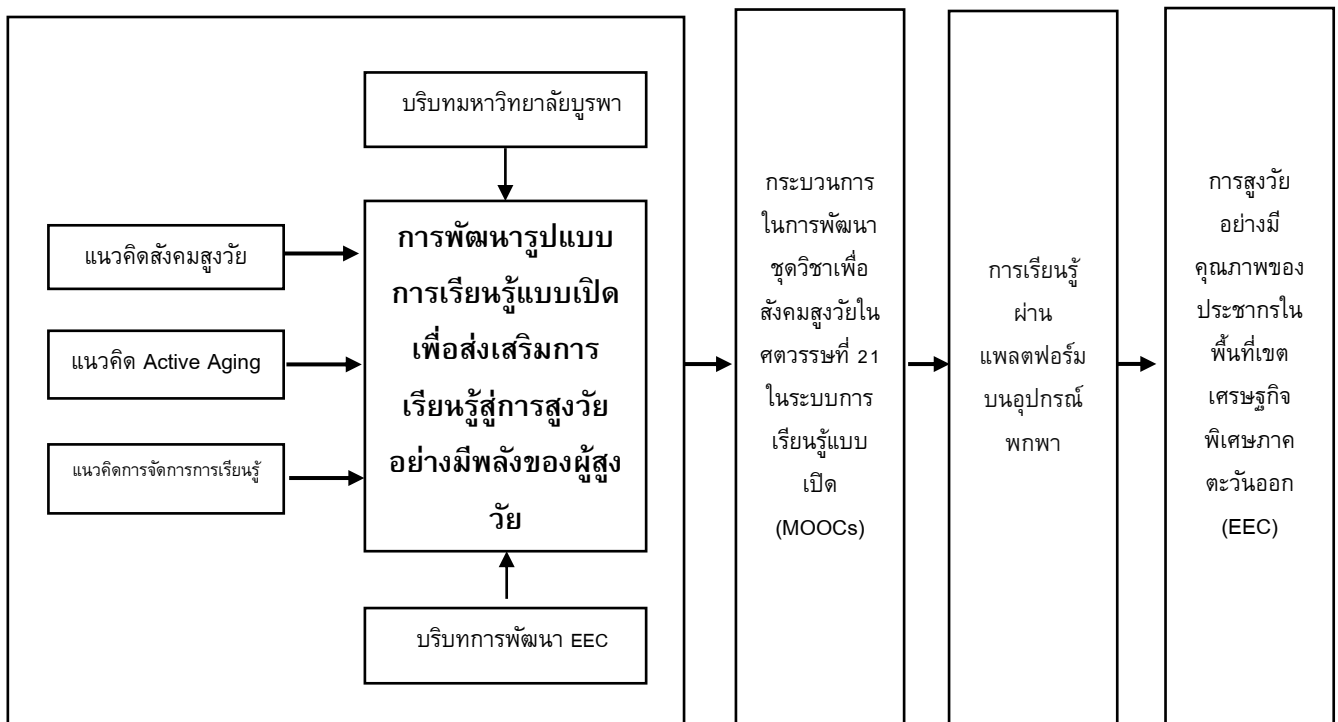 บริบทมหาวิทยาลัยบูรพา
แนวคิดสังคมสูงวัย
แนวคิด Active Aging
แนวคิดการจัดการการเรียนรู้
การพัฒนารูปแบบ
การเรียนรู้แบบเปิด
เพื่อส่งเสริมการ
เรียนรู้สู่การสูงวัย
อย่างมีพลังของผู้สูง
วัย
บริบทการพัฒนา EEC
กระบวนการ
ในการพัฒนา
ชุดวิชาเพื่อ
สังคมสูงวัยใน
ศตวรรษที่ 21
ในระบบการ
เรียนรู้แบบ
เปิด
(MOOCs)
การเรียนรู้
ผ่าน
แพลตฟอร์ม
บนอุปกรณ์
พกพา
การสูงวัย
อย่างมี
คุณภาพของ
ประชากรใน
พื้นที่เขต
เศรษฐกิจ
พิเศษภาค
ตะวันออก
(EEC)